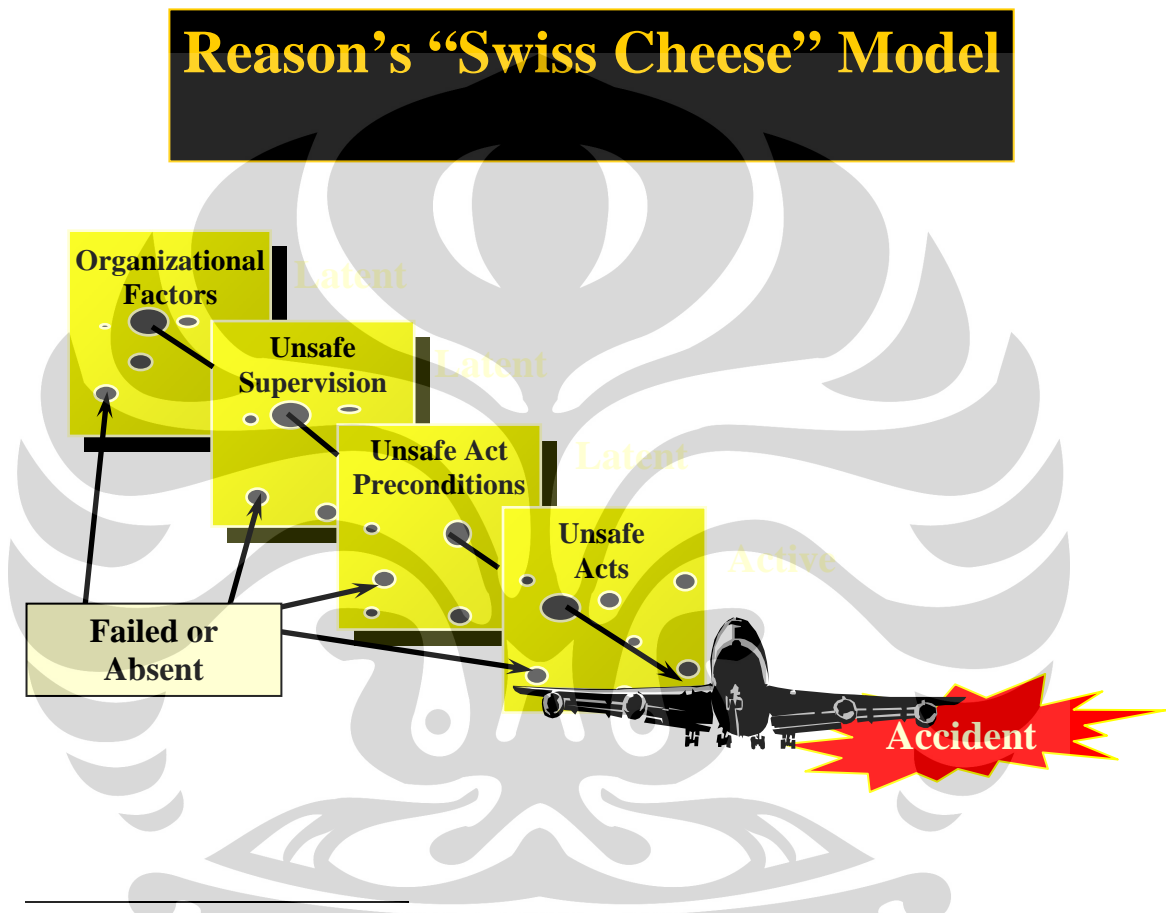 Reason’s “Swiss Cheese” Model
Organizational
Factors
Latent
Unsafe
Supervision
Latent
Unsafe Act
Preconditions
Latent
Unsafe
Acts
Active
Failed or
Absent
Accident